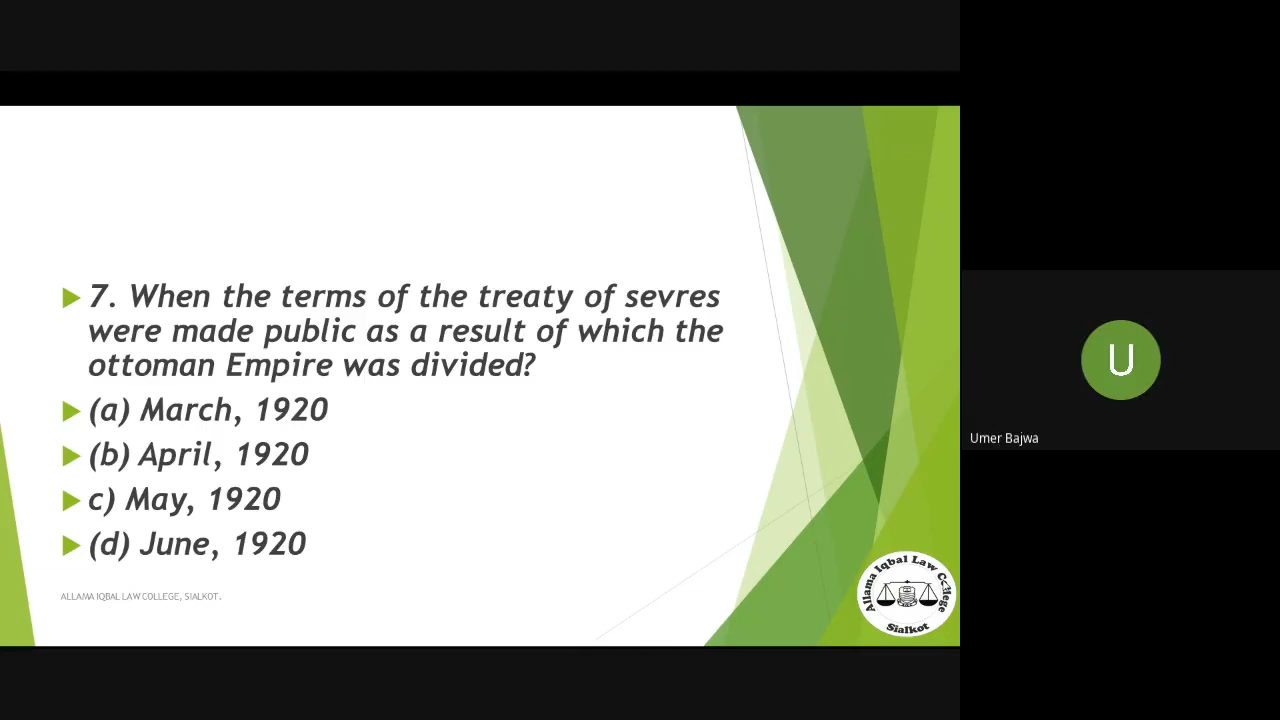 7. When the terms of the treaty of sevres
were made public as a result of which the
ottoman Empire was divided?
(a) March, 1920
(b) April, 1920
c) May, 1920
(d) June, 1920
ALLAMA IQBAL LAW COLLEGE, SIALKOT.
Allama Iqbal Law College
Sialkot
U
Umer Bajwa